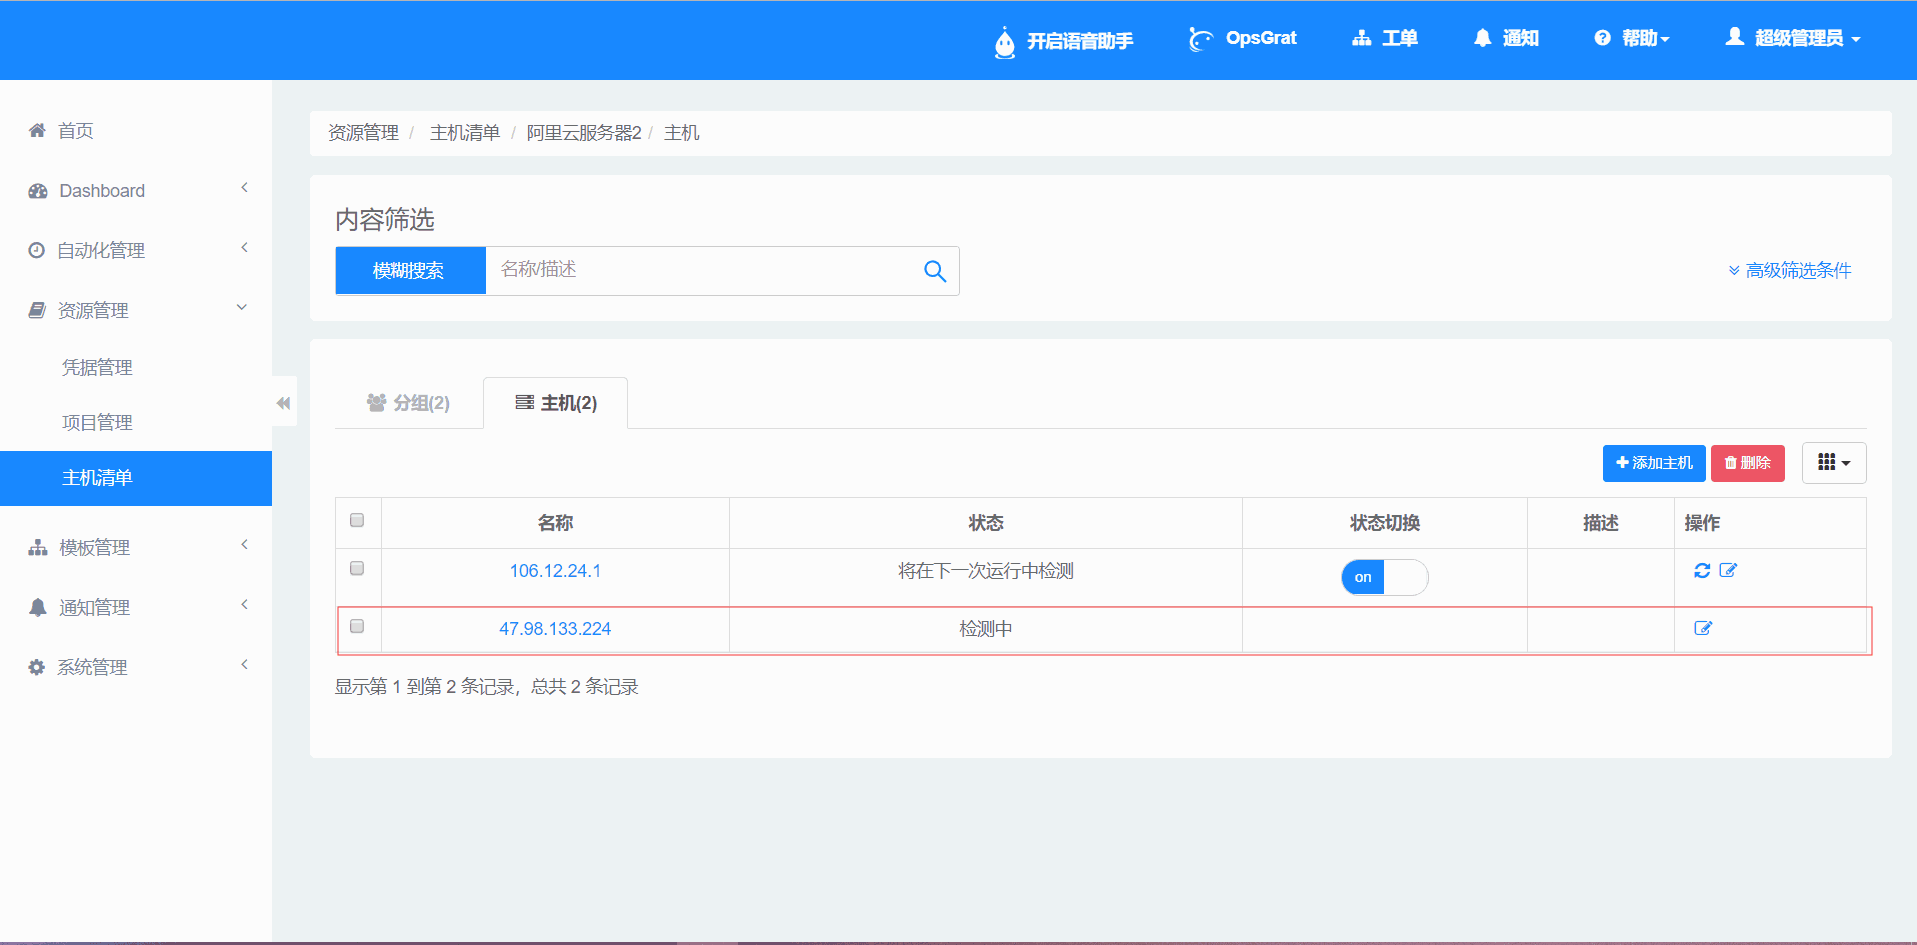 开启语音助手 OpsGrat 工单 通知 帮助 超级管理员
首页
Dashboard
自动化管理
资源管理
凭据管理
项目管理
主机清单
模板管理
通知管理
系统管理
资源管理 / 主机清单 / 阿里云服务器2 / 主机
内容筛选
模糊搜索 名称/描述
高级筛选条件
分组(2) 主机(2)
添加主机 删除
名称 状态 状态切换 描述 操作
106.12.24.1 将在下一次运行中检测 on
47.98.133.224 检测中
显示第 1 到第 2 条记录，总共 2 条记录